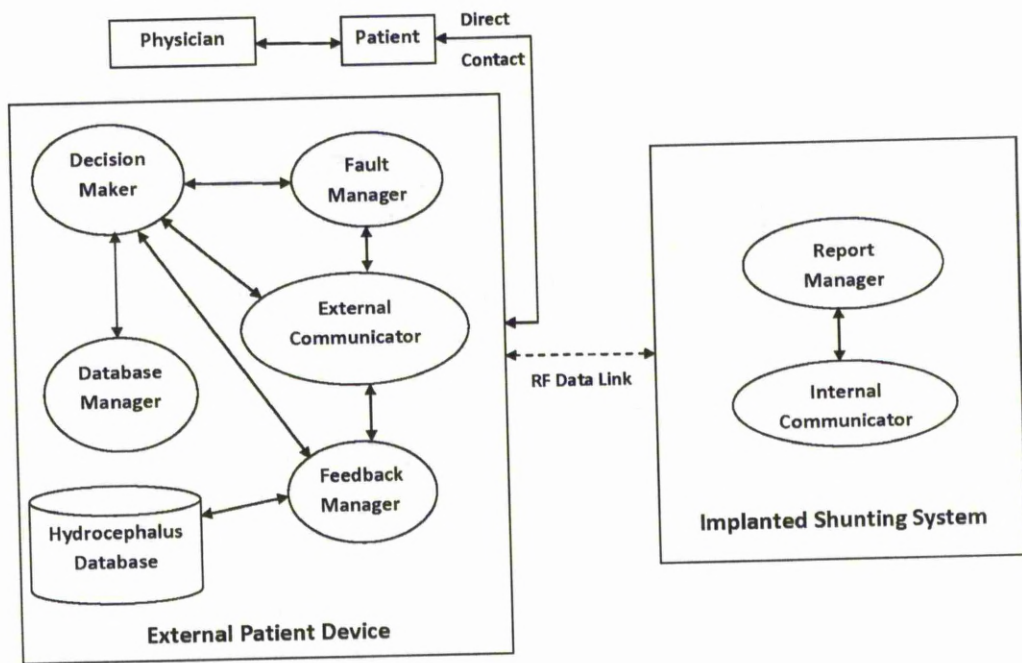 Physician
Patient
Direct
Contact
Decision
Maker
Fault
Manager
External
Communicator
Database
Manager
Feedback
Manager
Hydrocephalus
Database
External Patient Device
RF Data Link
Report
Manager
Internal
Communicator
Implanted Shunting System